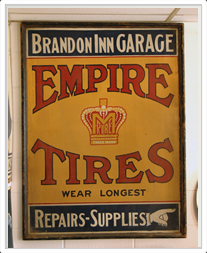 BRANDON INN GARAGE
EMPIRE
TIRES
WEAR LONGEST
REPAIRS-SUPPLIES